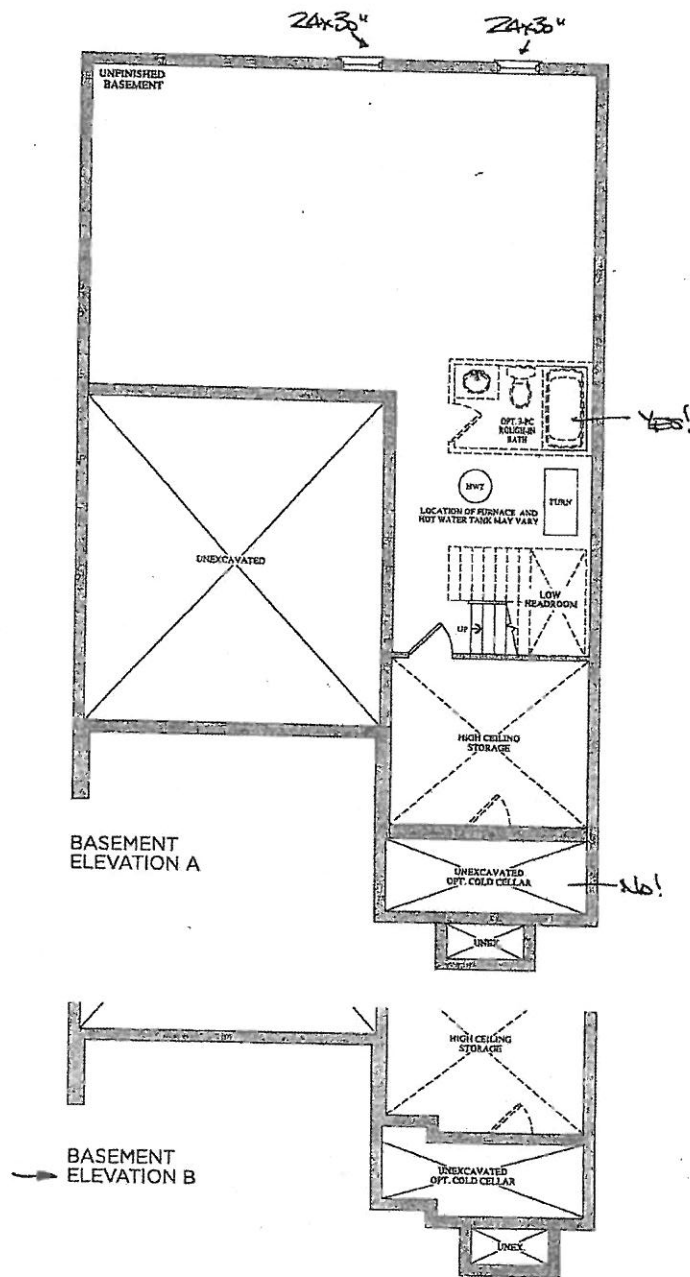 24x30"
24x30"
UNFINISHED
BASEMENT
OPT. 3-PC
ROUGH-IN
BATH
YES!
HWT
FURN
LOCATION OF FURNACE AND
HOT WATER TANK MAY VARY
UNEXCAVATED
LOW
HEADROOM
UP
HIGH CEILING
STORAGE
BASEMENT
ELEVATION A
UNEXCAVATED
OPT. COLD CELLAR
No!
UNEX
HIGH CEILING
STORAGE
BASEMENT
ELEVATION B
UNEXCAVATED
OPT. COLD CELLAR
UNEX.